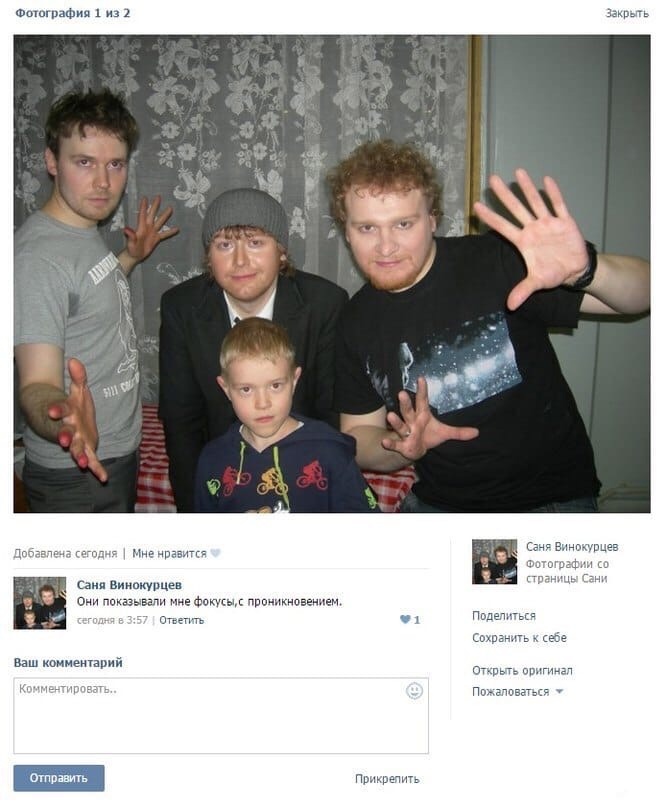 Фотография 1 из 2
Закрыть
Добавлена сегодня | Мне нравится
Саня Винокурцев
Они показывали мне фокусы,с проникновением.
сегодня в 3:57 | Ответить
1
Ваш комментарий
Комментировать..
Отправить
Прикрепить
Саня Винокурцев
Фотографии со
страницы Сани
Поделиться
Сохранить к себе
Открыть оригинал
Пожаловаться